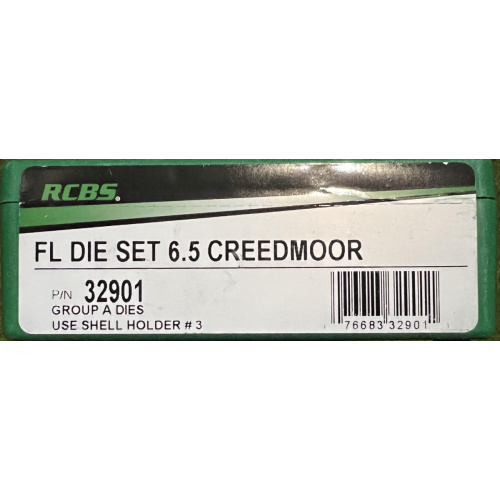 RCBS.
FL DIE SET 6.5 CREEDMOOR
P/N 32901
GROUP A DIES
USE SHELL HOLDER # 3
76683 32901